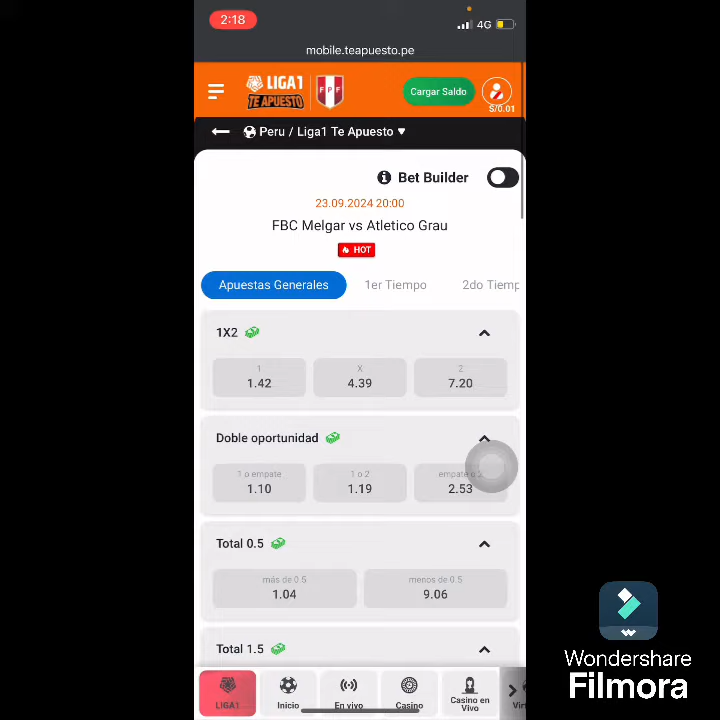 2:18
4G
mobile.teapuesto.pe
LIGA1
TE APUESTO
FPF
Cargar Saldo
S/0.01
Peru / Liga1 Te Apuesto
Bet Builder
23.09.2024 20:00
FBC Melgar vs Atletico Grau
HOT
Apuestas Generales
1er Tiempo
2do Tiemp
1X2
1
X
2
1.42
4.39
7.20
Doble oportunidad
1 o empate
1 o 2
empate o 2
1.10
1.19
2.53
Total 0.5
más de 0.5
menos de 0.5
1.04
9.06
Total 1.5
LIGA1
Inicio
En vivo
Casino
Casino en
Vivo
Virt
Wondershare
Filmora